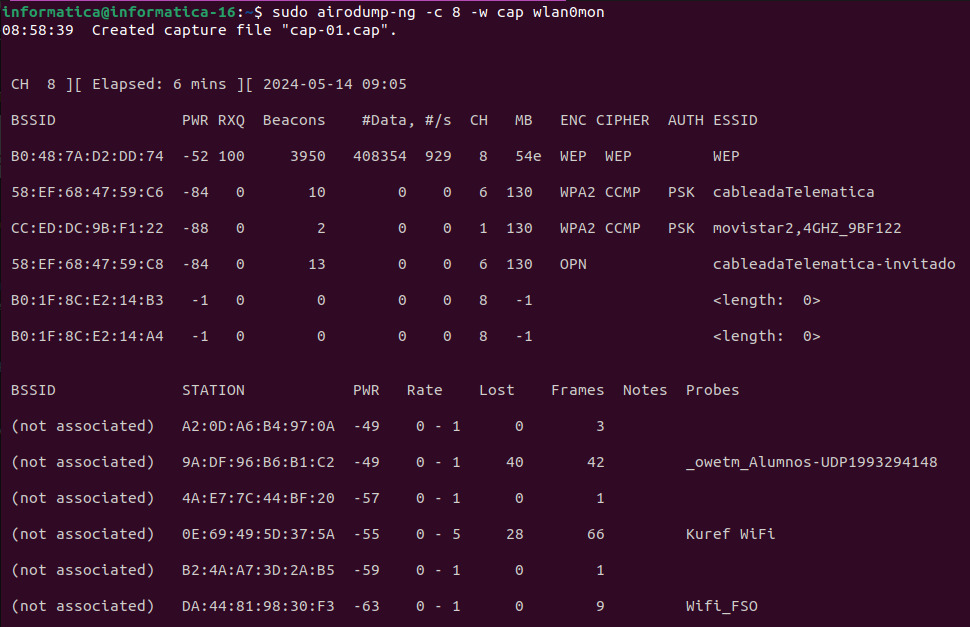 informatica@informatica-16:~$ sudo airodump-ng -c 8 -w cap wlan0mon
08:58:39  Created capture file "cap-01.cap".
CH  8 ][ Elapsed: 6 mins ][ 2024-05-14 09:05
BSSID              PWR RXQ  Beacons    #Data, #/s  CH   MB   ENC CIPHER  AUTH ESSID
B0:48:7A:D2:DD:74  -52 100     3950   408354  929   8   54e  WEP  WEP         WEP
58:EF:68:47:59:C6  -84   0       10        0    0   6  130   WPA2 CCMP   PSK  cableadaTelematica
CC:ED:DC:9B:F1:22  -88   0        2        0    0   1  130   WPA2 CCMP   PSK  movistar2,4GHZ_9BF122
58:EF:68:47:59:C8  -84   0       13        0    0   6  130   OPN              cableadaTelematica-invitado
B0:1F:8C:E2:14:B3   -1   0        0        0    0   8   -1                    <length:  0>
B0:1F:8C:E2:14:A4   -1   0        0        0    0   8   -1                    <length:  0>
BSSID              STATION            PWR   Rate    Lost    Frames  Notes  Probes
(not associated)   A2:0D:A6:B4:97:0A  -49    0 - 1      0        3
(not associated)   9A:DF:96:B6:B1:C2  -49    0 - 1     40       42         _owetm_Alumnos-UDP1993294148
(not associated)   4A:E7:7C:44:BF:20  -57    0 - 1      0        1
(not associated)   0E:69:49:5D:37:5A  -55    0 - 5     28       66         Kuref WiFi
(not associated)   B2:4A:A7:3D:2A:B5  -59    0 - 1      0        1
(not associated)   DA:44:81:98:30:F3  -63    0 - 1      0        9         Wifi_FSO